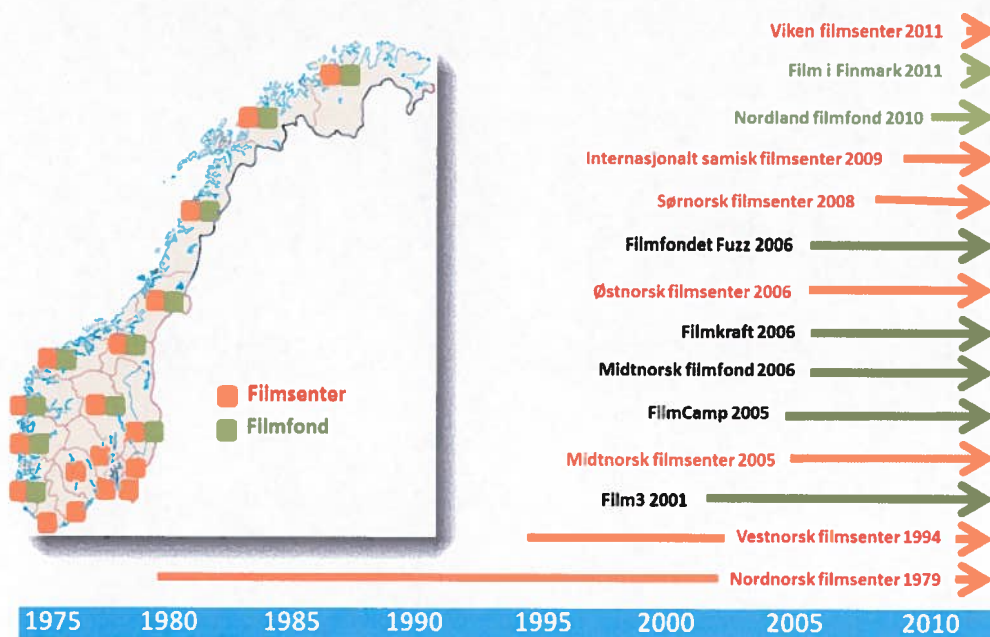 Viken filmsenter 2011
Film i Finmark 2011
Nordland filmfond 2010
Internasjonalt samisk filmsenter 2009
Sørnorsk filmsenter 2008
Filmfondet Fuzz 2006
Østnorsk filmsenter 2006
Filmkraft 2006
Midtnorsk filmfond 2006
FilmCamp 2005
Midtnorsk filmsenter 2005
Film3 2001
Vestnorsk filmsenter 1994
Nordnorsk filmsenter 1979
Filmsenter
Filmfond
1975 1980 1985 1990 1995 2000 2005 2010